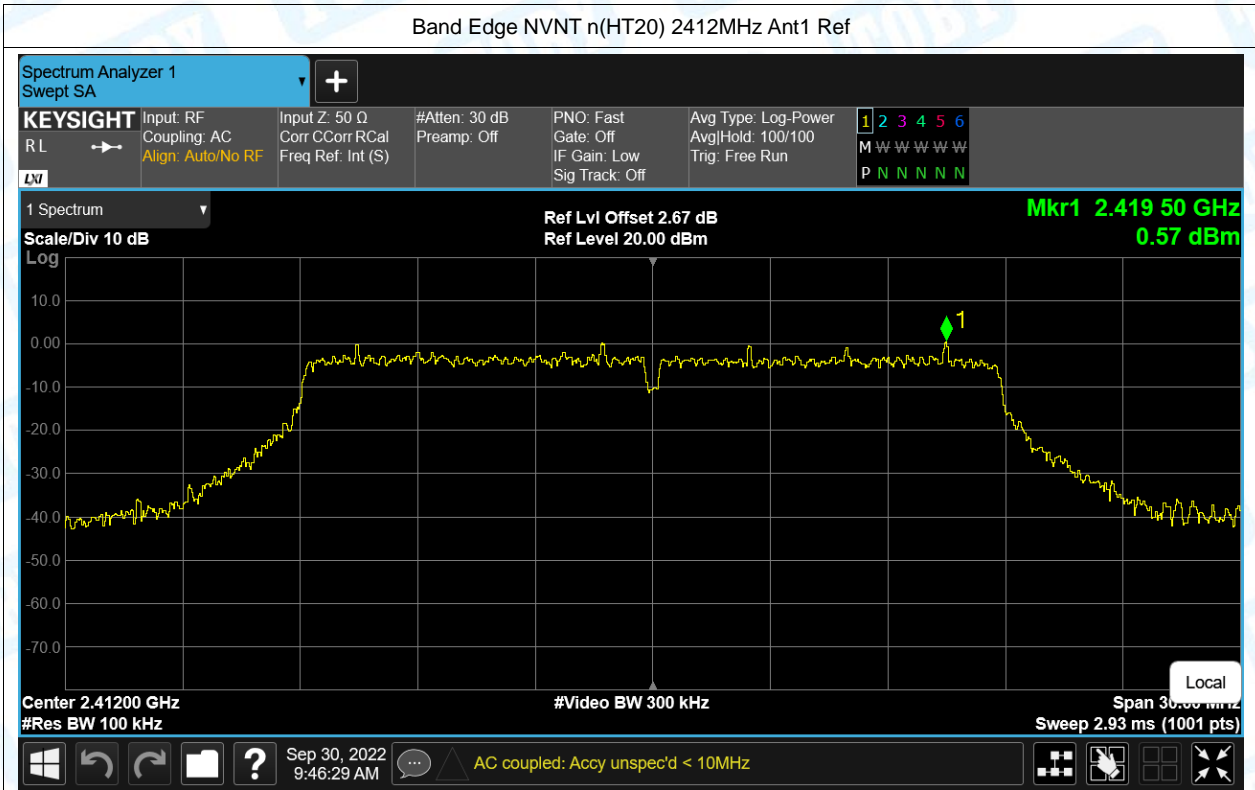 Band Edge NVNT n(HT20) 2412MHz Ant1 Ref
Spectrum Analyzer 1
Swept SA
KEYSIGHT
RL
LXI
Input: RF
Coupling: AC
Align: Auto/No RF
Input Z: 50 Ω
Corr CCorr RCal
Freq Ref: Int (S)
#Atten: 30 dB
Preamp: Off
PNO: Fast
Gate: Off
IF Gain: Low
Sig Track: Off
Avg Type: Log-Power
Avg|Hold: 100/100
Trig: Free Run
1 2 3 4 5 6
M W W W W W
P N N N N N
1 Spectrum
Scale/Div 10 dB
Log
Ref Lvl Offset 2.67 dB
Ref Level 20.00 dBm
Mkr1 2.419 50 GHz
0.57 dBm
10.0
0.00
-10.0
-20.0
-30.0
-40.0
-50.0
-60.0
-70.0
1
Local
Center 2.41200 GHz
#Res BW 100 kHz
#Video BW 300 kHz
Span 30.00 MHz
Sweep 2.93 ms (1001 pts)
?
Sep 30, 2022
9:46:29 AM
AC coupled: Accy unspec'd < 10MHz